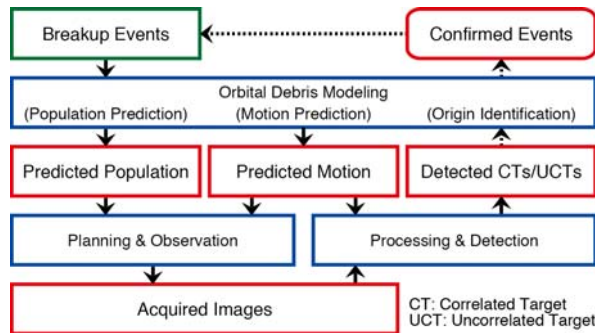 Breakup Events
Confirmed Events
Orbital Debris Modeling
(Population Prediction)
(Motion Prediction)
(Origin Identification)
Predicted Population
Predicted Motion
Detected CTs/UCTs
Planning & Observation
Processing & Detection
Acquired Images
CT: Correlated Target
UCT: Uncorrelated Target